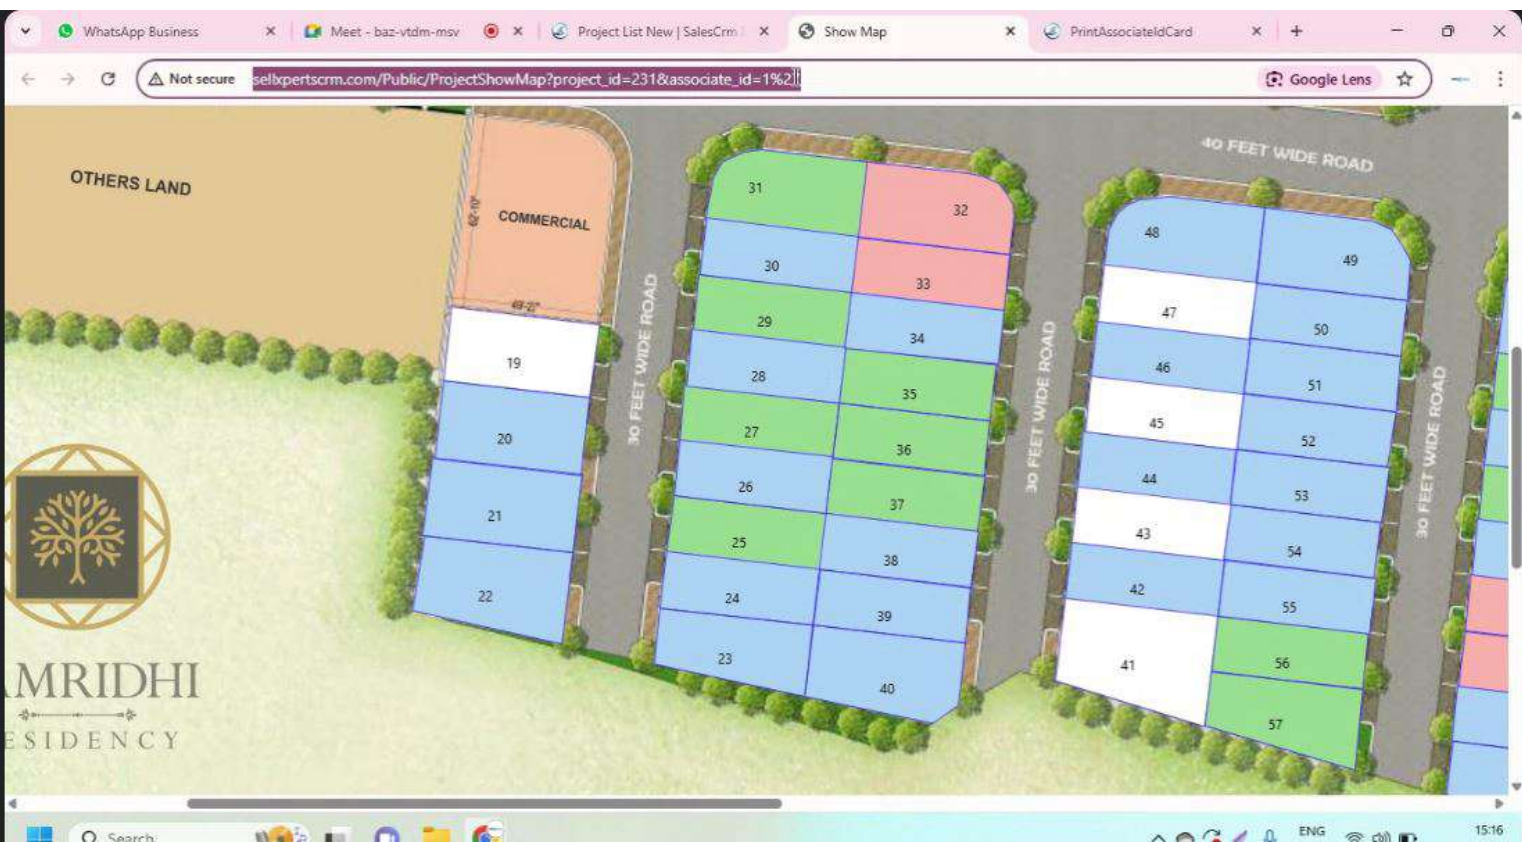 WhatsApp Business
Meet - baz-vtdm-msv
Project List New | SalesCrm
Show Map
PrintAssociateIdCard
Not secure
sellxpertscrm.com/Public/ProjectShowMap?project_id=231&associate_id=1%2
Google Lens
OTHERS LAND
COMMERCIAL
62'-10"
30 FEET WIDE ROAD
30 FEET WIDE ROAD
30 FEET WIDE ROAD
40 FEET WIDE ROAD
19
20
21
22
31
30
29
28
27
26
25
24
23
32
33
34
35
36
37
38
39
40
48
47
46
45
44
43
42
41
49
50
51
52
53
54
55
56
57
AMRIDHI
ESIDENCY
Search
ENG
15:16